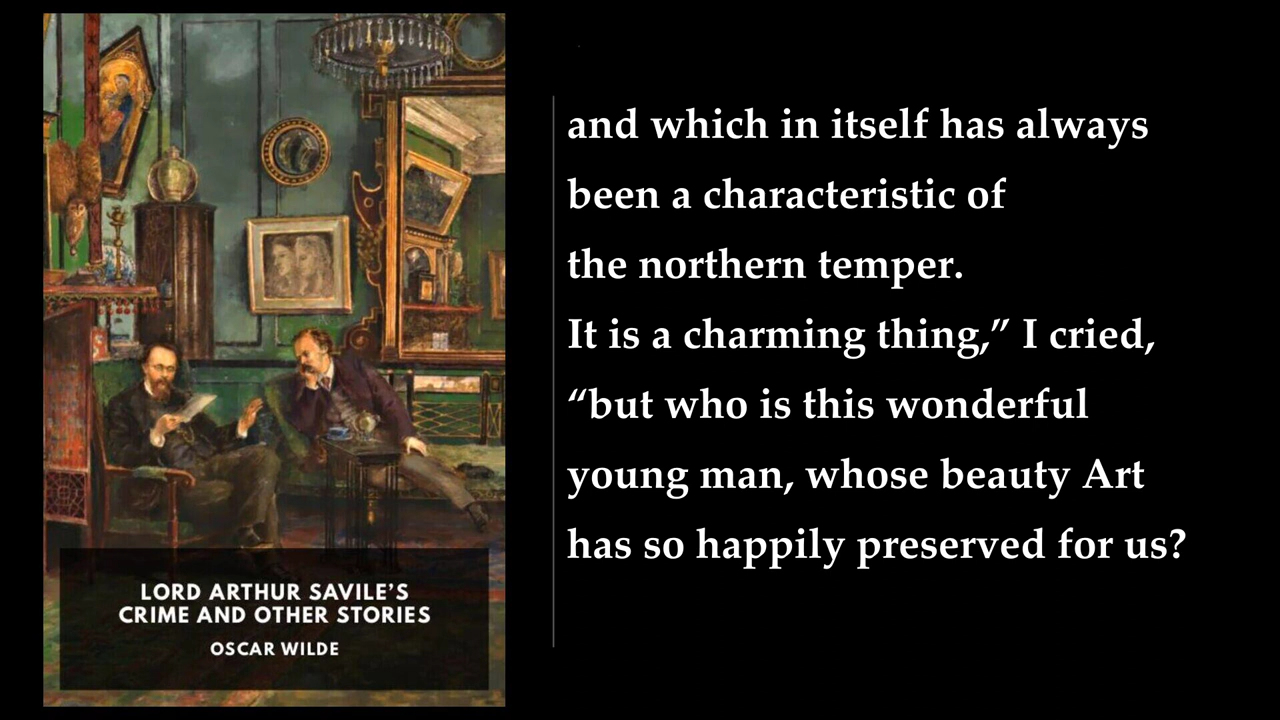 LORD ARTHUR SAVILE’S
CRIME AND OTHER STORIES
OSCAR WILDE
and which in itself has always
been a characteristic of
the northern temper.
It is a charming thing,” I cried,
“but who is this wonderful
young man, whose beauty Art
has so happily preserved for us?